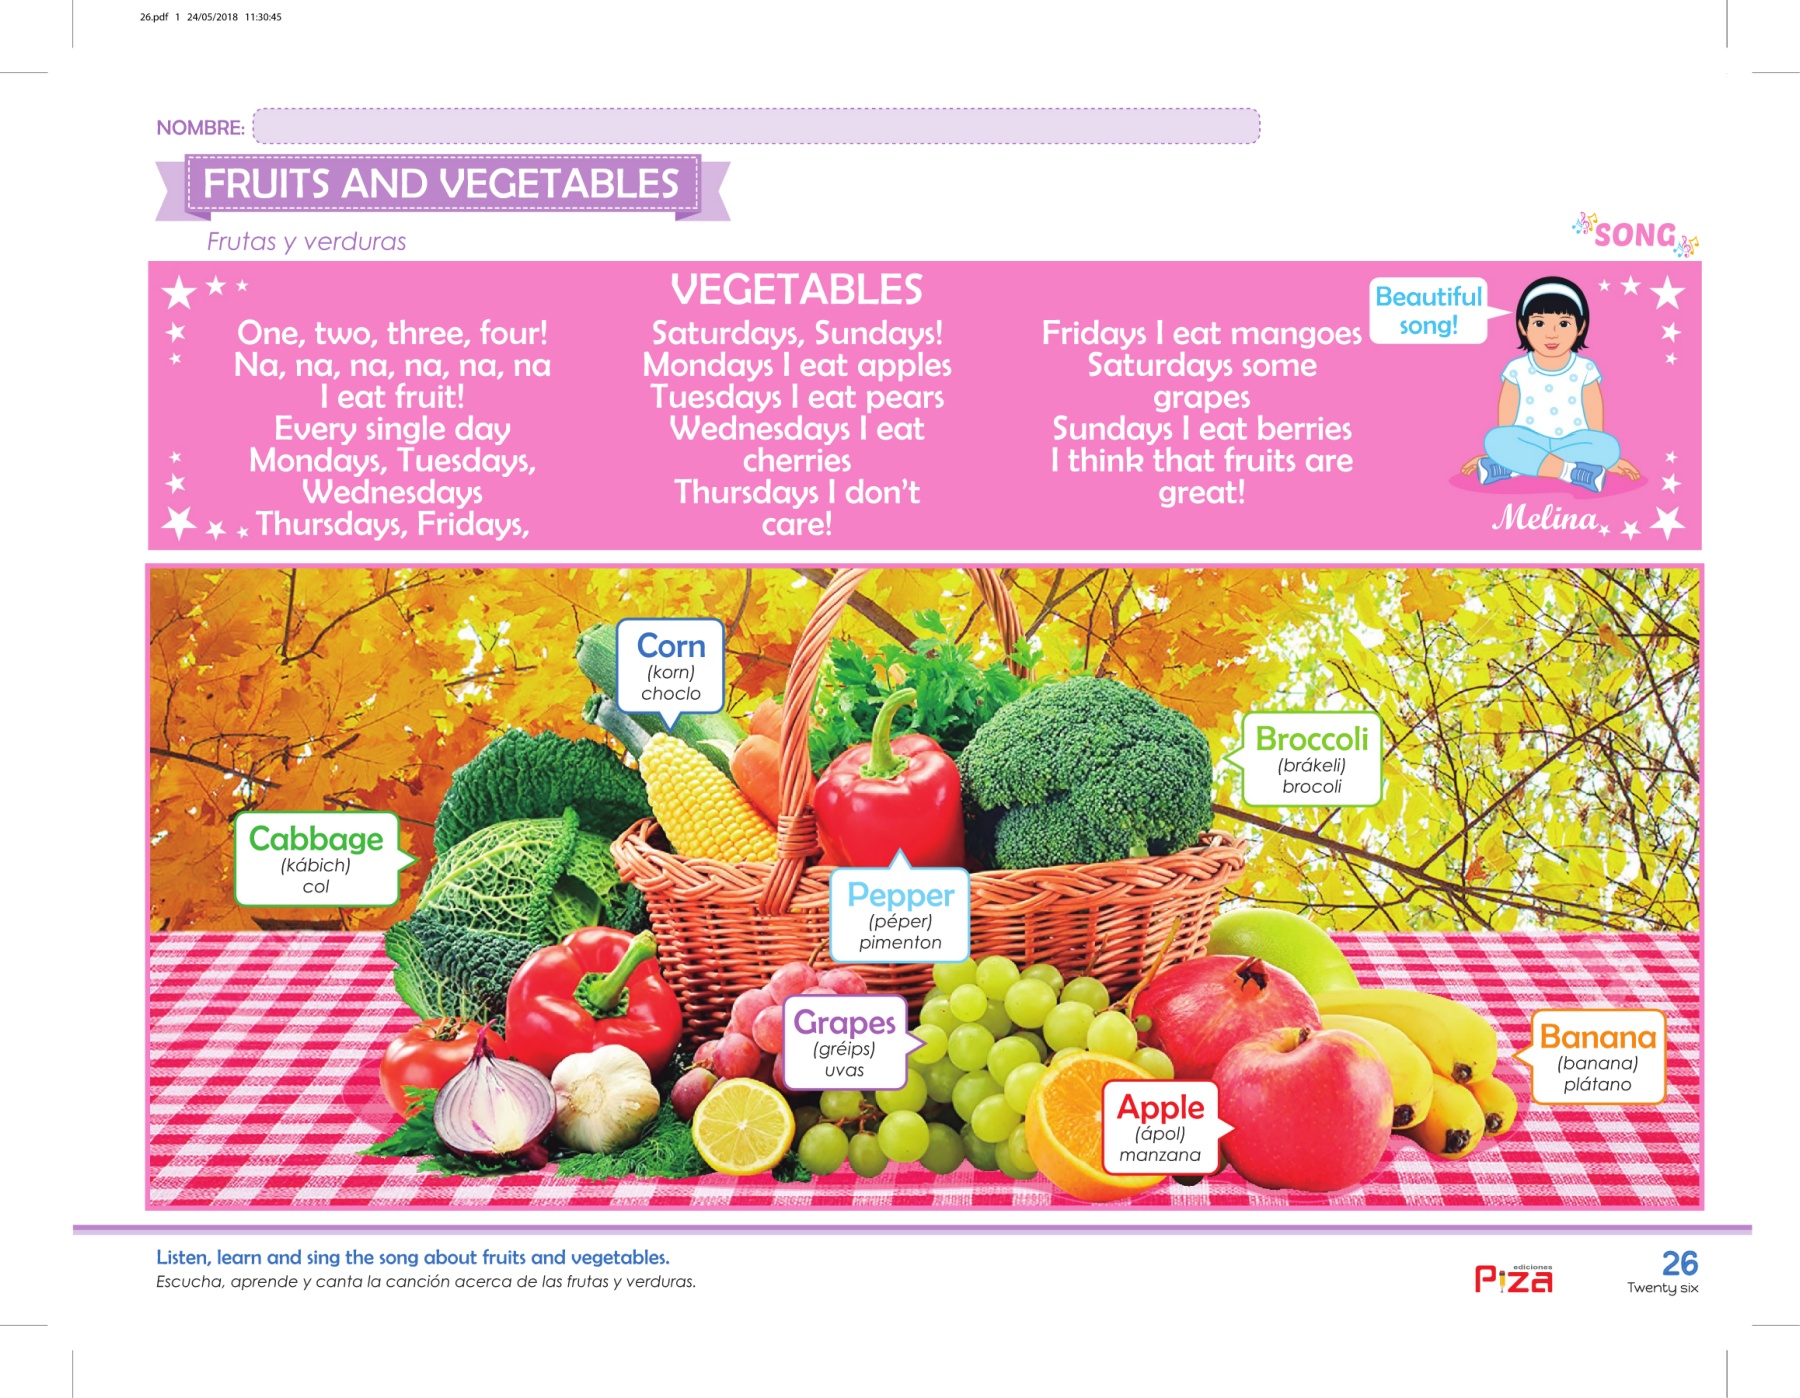 26.pdf 1 24/05/2018 11:30:45
NOMBRE:
FRUITS AND VEGETABLES
Frutas y verduras
SONG
VEGETABLES
One, two, three, four!
Na, na, na, na, na, na
I eat fruit!
Every single day
Mondays, Tuesdays,
Wednesdays
Thursdays, Fridays,
Saturdays, Sundays!
Mondays I eat apples
Tuesdays I eat pears
Wednesdays I eat
cherries
Thursdays I don't
care!
Fridays I eat mangoes
Saturdays some
grapes
Sundays I eat berries
I think that fruits are
great!
Beautiful
song!
Melina
Corn
(korn)
choclo
Broccoli
(brákeli)
brocoli
Cabbage
(kábich)
col
Pepper
(péper)
pimenton
Grapes
(gréips)
uvas
Banana
(banana)
plátano
Apple
(ápol)
manzana
Listen, learn and sing the song about fruits and vegetables.
Escucha, aprende y canta la canción acerca de las frutas y verduras.
ediciones
Piza
26
Twenty six